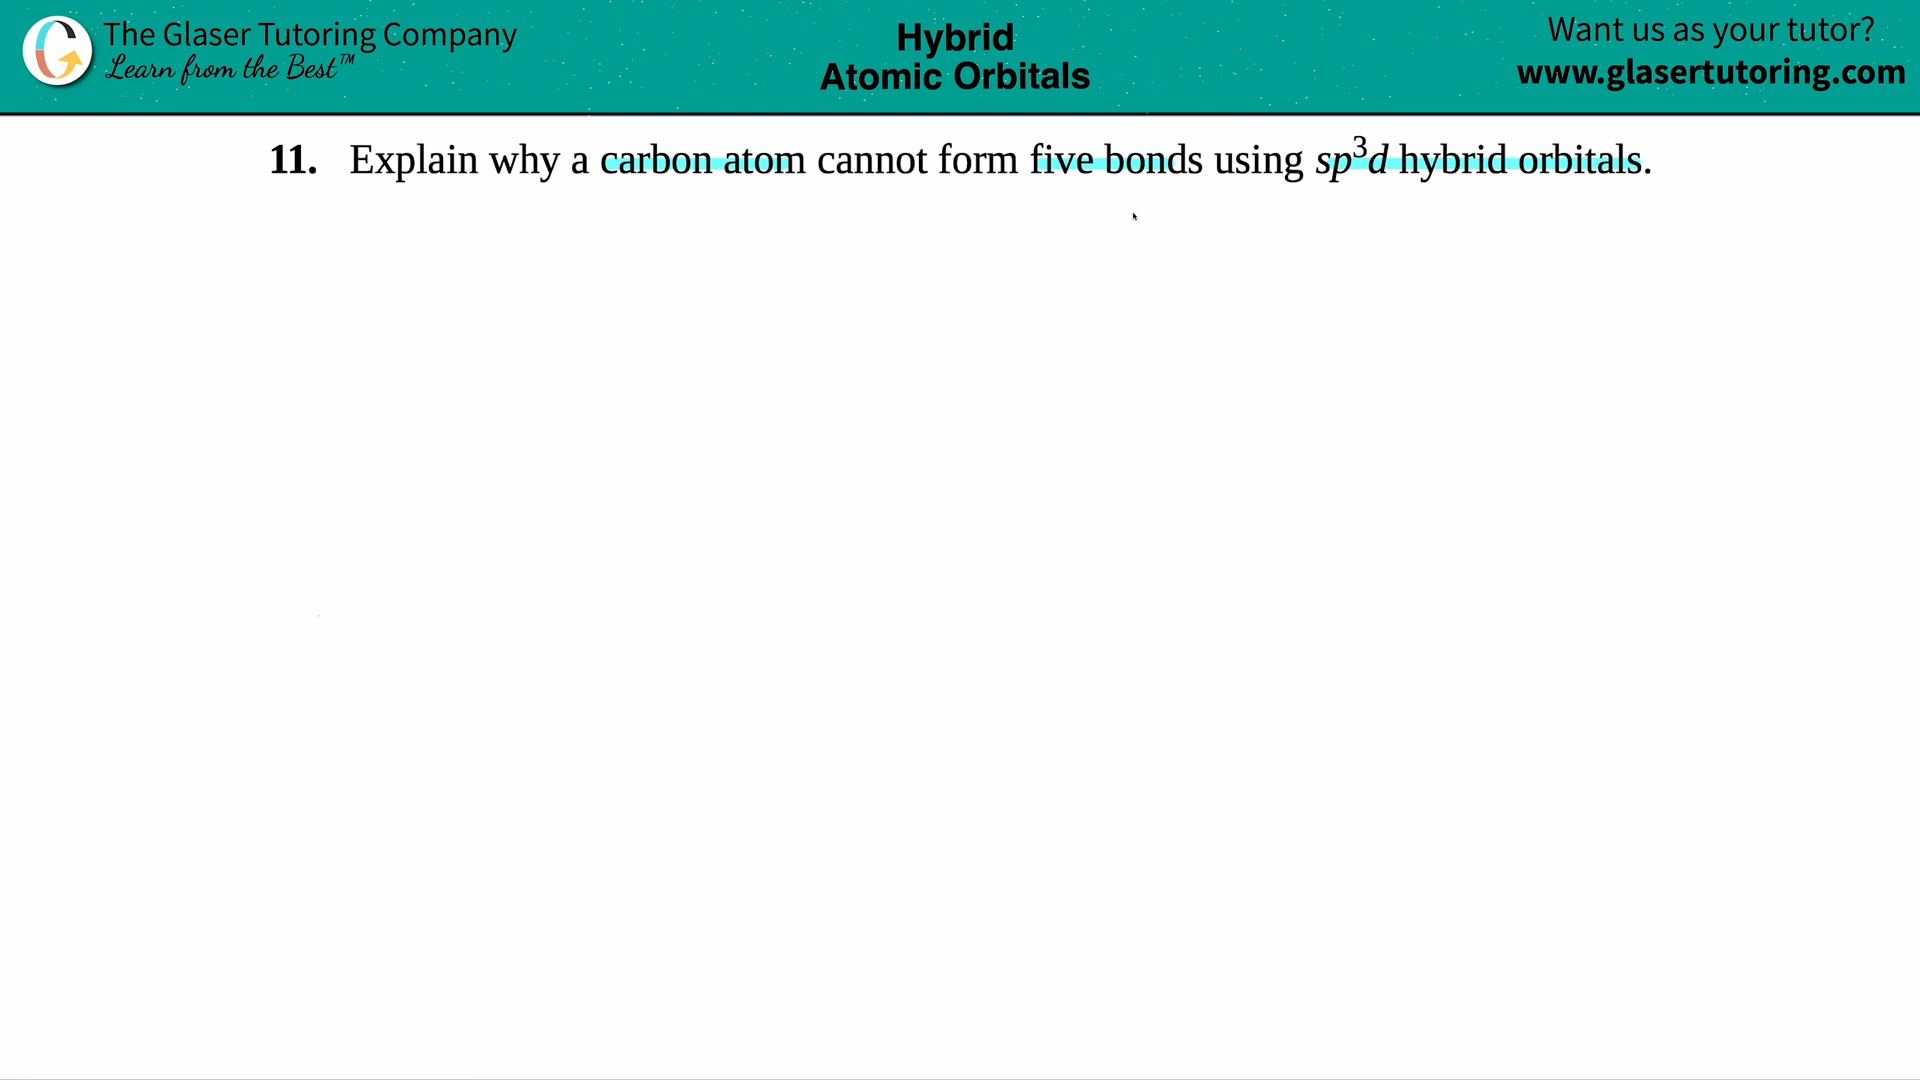 The Glaser Tutoring Company
Learn from the Best™
Hybrid
Atomic Orbitals
Want us as your tutor?
www.glasertutoring.com
11. Explain why a carbon atom cannot form five bonds using sp³d hybrid orbitals.